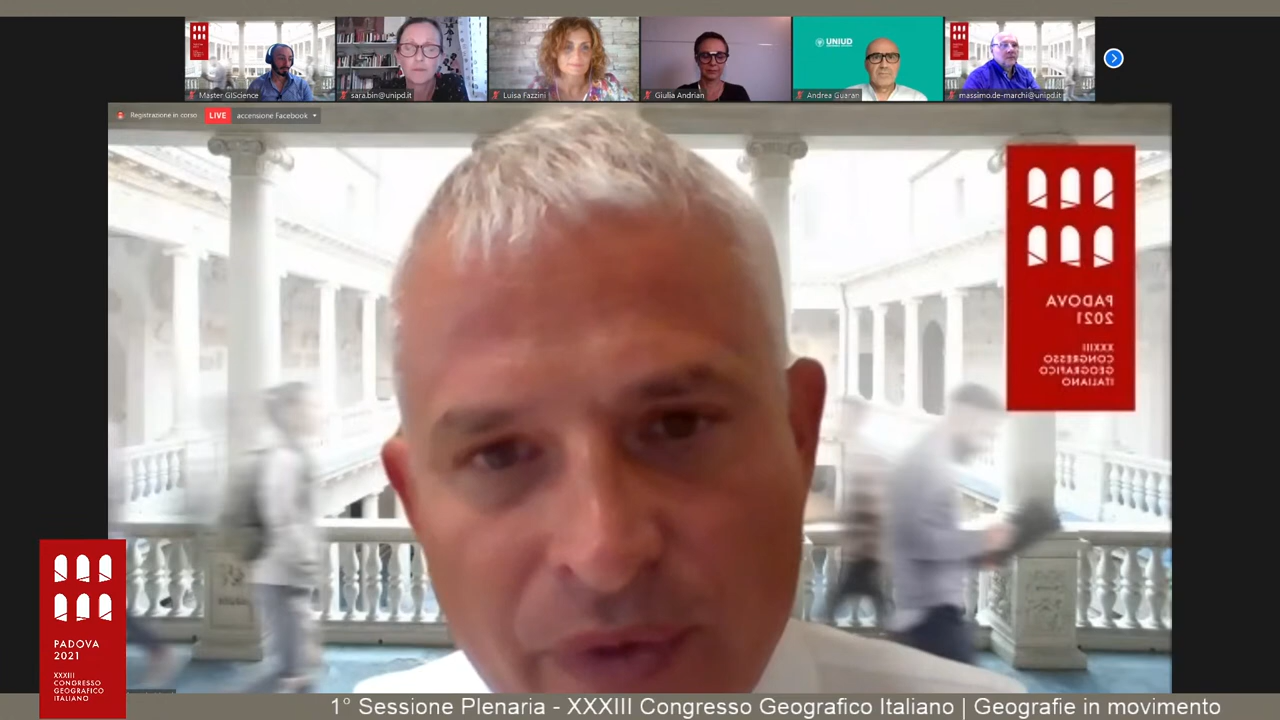 UNIUD
Master GIScience
sara.bin@unipd.it
Luisa Fazzini
Giulia Andrian
Andrea Guaran
massimo.de-marchi@unipd.it
Registrazione in corso
LIVE
accensione Facebook
PADOVA
2021
XXXIII
CONGRESSO
GEOGRAFICO
ITALIANO
PADOVA
2021
XXXIII
CONGRESSO
GEOGRAFICO
ITALIANO
1° Sessione Plenaria - XXXIII Congresso Geografico Italiano | Geografie in movimento